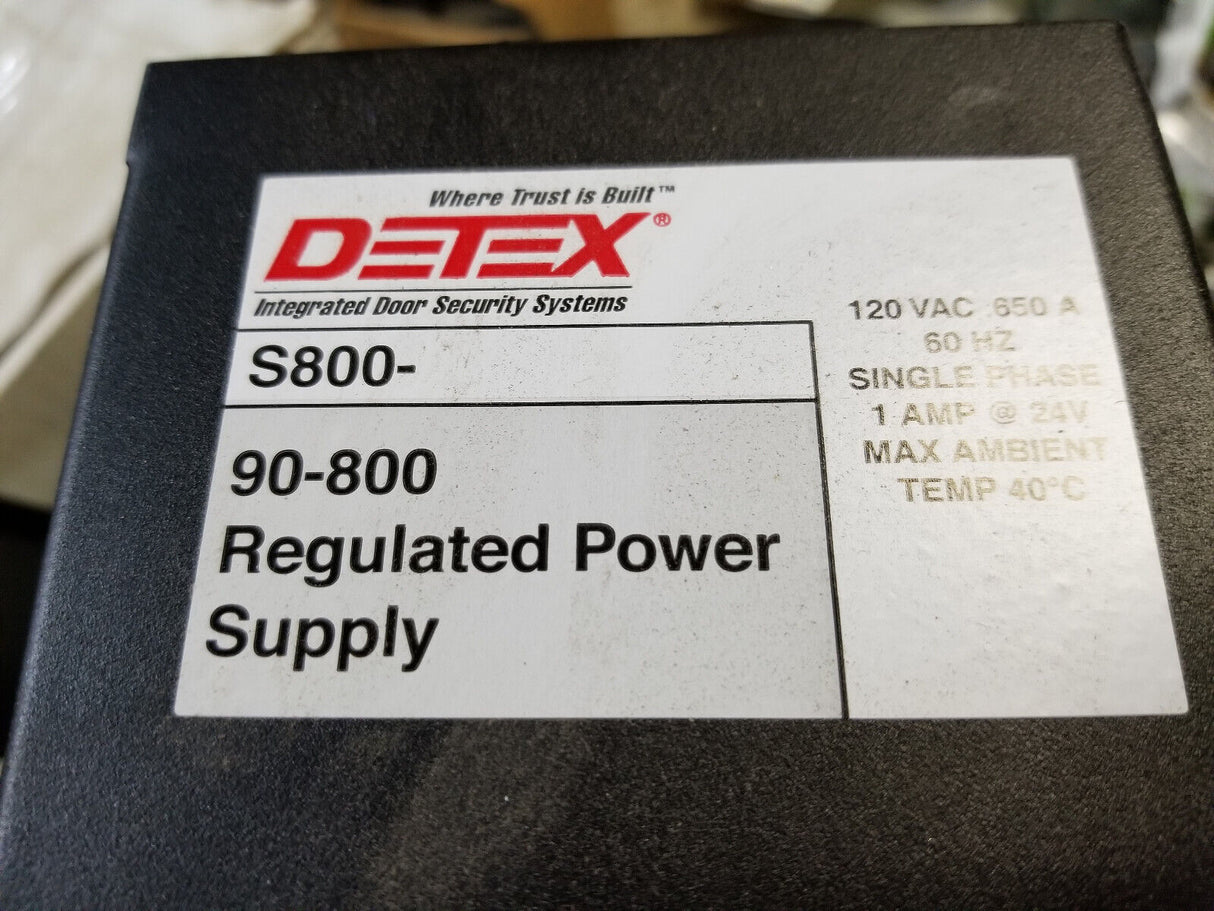 Where Trust is Built™
DETEX®
Integrated Door Security Systems
S800-
90-800
Regulated Power
Supply
120 VAC .650 A
60 HZ
SINGLE PHASE
1 AMP @ 24V
MAX AMBIENT
TEMP 40°C